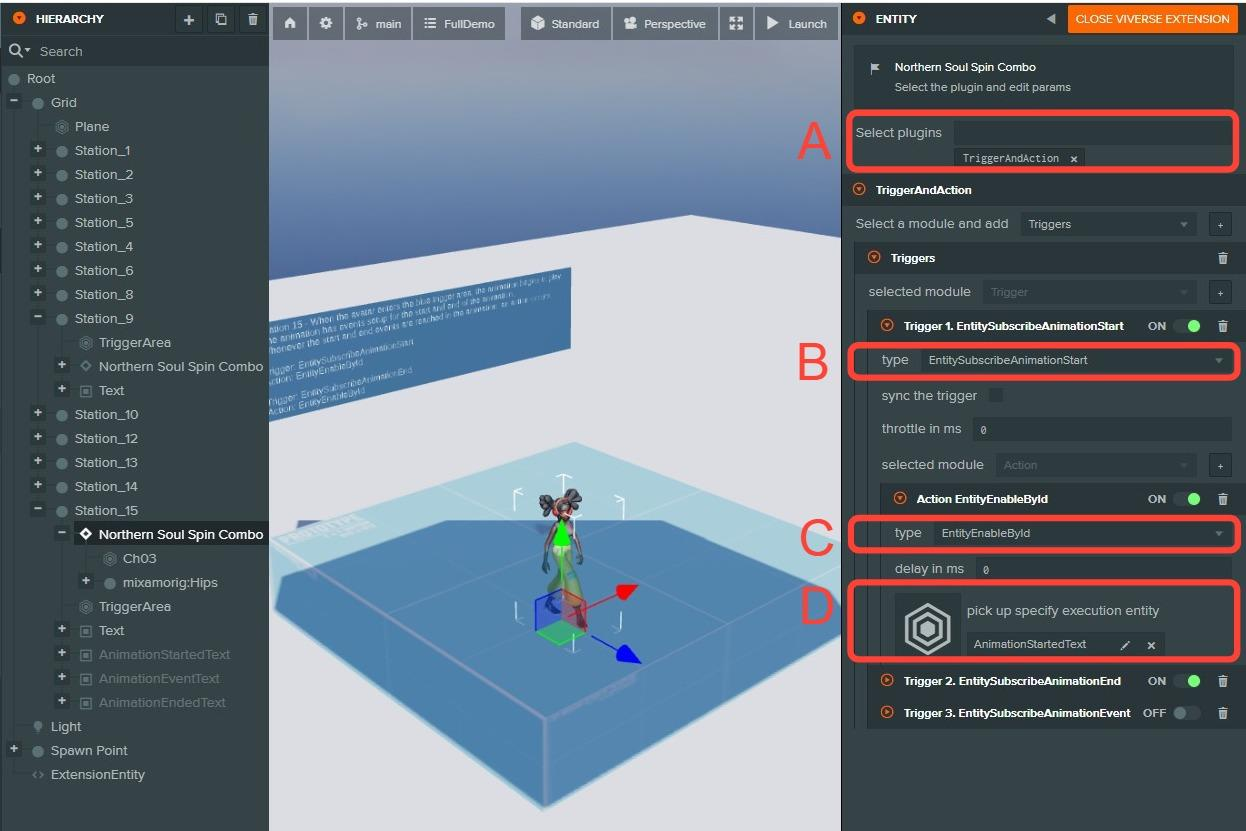 HIERARCHY
Search
Root
Grid
Plane
Station_1
Station_2
Station_3
Station_5
Station_4
Station_6
Station_8
Station_9
TriggerArea
Northern Soul Spin Combo
Text
Station_10
Station_12
Station_13
Station_14
Station_15
Northern Soul Spin Combo
Ch03
mixamorig:Hips
TriggerArea
Text
AnimationStartedText
AnimationEventText
AnimationEndedText
Light
Spawn Point
ExtensionEntity
main
FullDemo
Standard
Perspective
Launch
ation 15 - When the avatar enters the blue trigger area, the animation begins to play
he animation has events setup for the start and end of the animation.
Whenever the start and end events are reached in the animation, an action occurs
rigger: EntitySubscribeAnimationStart
Action: EntityEnableById
Trigger: EntitySubscribeAnimationEnd
Action: EntityEnableById
PROTOTYPE
A
B
C
D
ENTITY
CLOSE VIVERSE EXTENSION
Northern Soul Spin Combo
Select the plugin and edit params
Select plugins
TriggerAndAction ×
TriggerAndAction
Select a module and add Triggers +
Triggers
selected module Trigger +
Trigger 1. EntitySubscribeAnimationStart ON
type EntitySubscribeAnimationStart
sync the trigger
throttle in ms 0
selected module Action +
Action EntityEnableById ON
type EntityEnableById
delay in ms 0
pick up specify execution entity
AnimationStartedText ×
Trigger 2. EntitySubscribeAnimationEnd ON
Trigger 3. EntitySubscribeAnimationEvent OFF